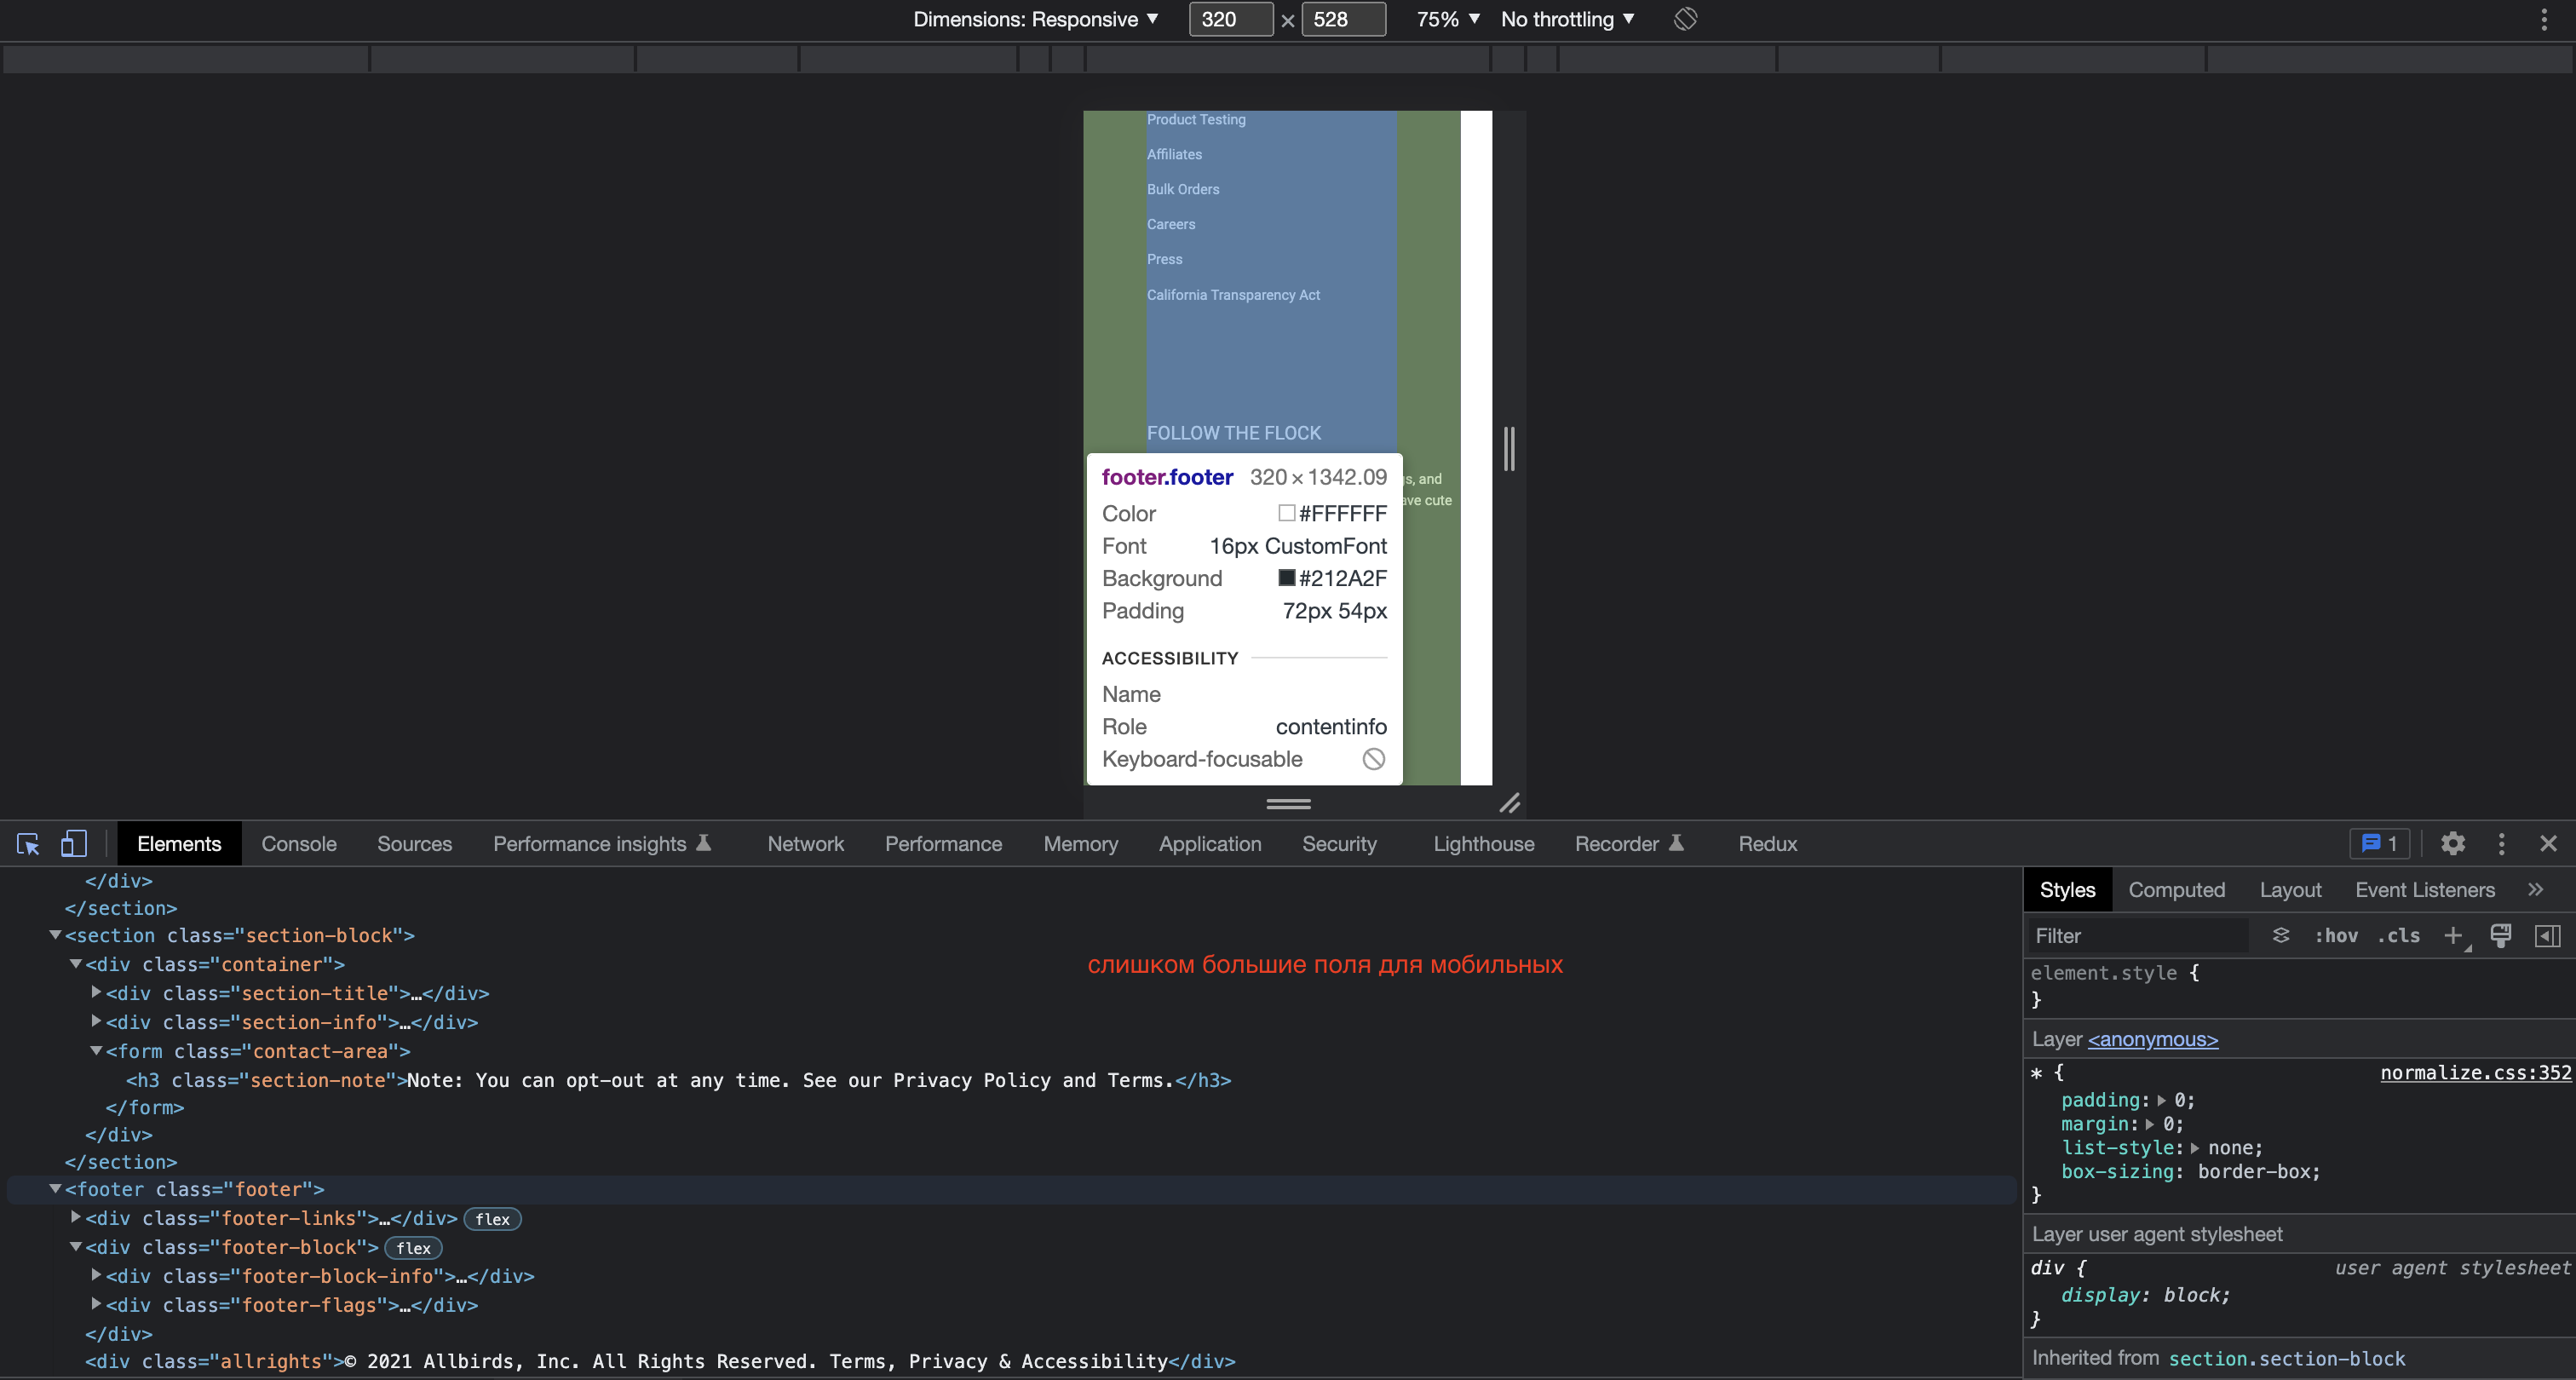 Dimensions: Responsive ▼ 320 × 528 75% ▼ No throttling ▼
Product Testing
Affiliates
Bulk Orders
Careers
Press
California Transparency Act
FOLLOW THE FLOCK
footer.footer 320 × 1342.09
Color #FFFFFF
Font 16px CustomFont
Background #212A2F
Padding 72px 54px
ACCESSIBILITY
Name
Role contentinfo
Keyboard-focusable
and
cute
Elements Console Sources Performance insights Network Performance Memory Application Security Lighthouse Recorder Redux 1
</div>
</section>
<section class="section-block">
<div class="container">
<div class="section-title">…</div>
<div class="section-info">…</div>
<form class="contact-area">
<h3 class="section-note">Note: You can opt-out at any time. See our Privacy Policy and Terms.</h3>
</form>
</div>
</section>
<footer class="footer">
<div class="footer-links">…</div> flex
<div class="footer-block"> flex
<div class="footer-block-info">…</div>
<div class="footer-flags">…</div>
</div>
<div class="allrights">© 2021 Allbirds, Inc. All Rights Reserved. Terms, Privacy & Accessibility</div>
слишком большие поля для мобильных
Styles Computed Layout Event Listeners »
Filter :hov .cls +
element.style {
}
Layer <anonymous>
* { normalize.css:352
padding: 0;
margin: 0;
list-style: none;
box-sizing: border-box;
}
Layer user agent stylesheet
div { user agent stylesheet
display: block;
}
Inherited from section.section-block